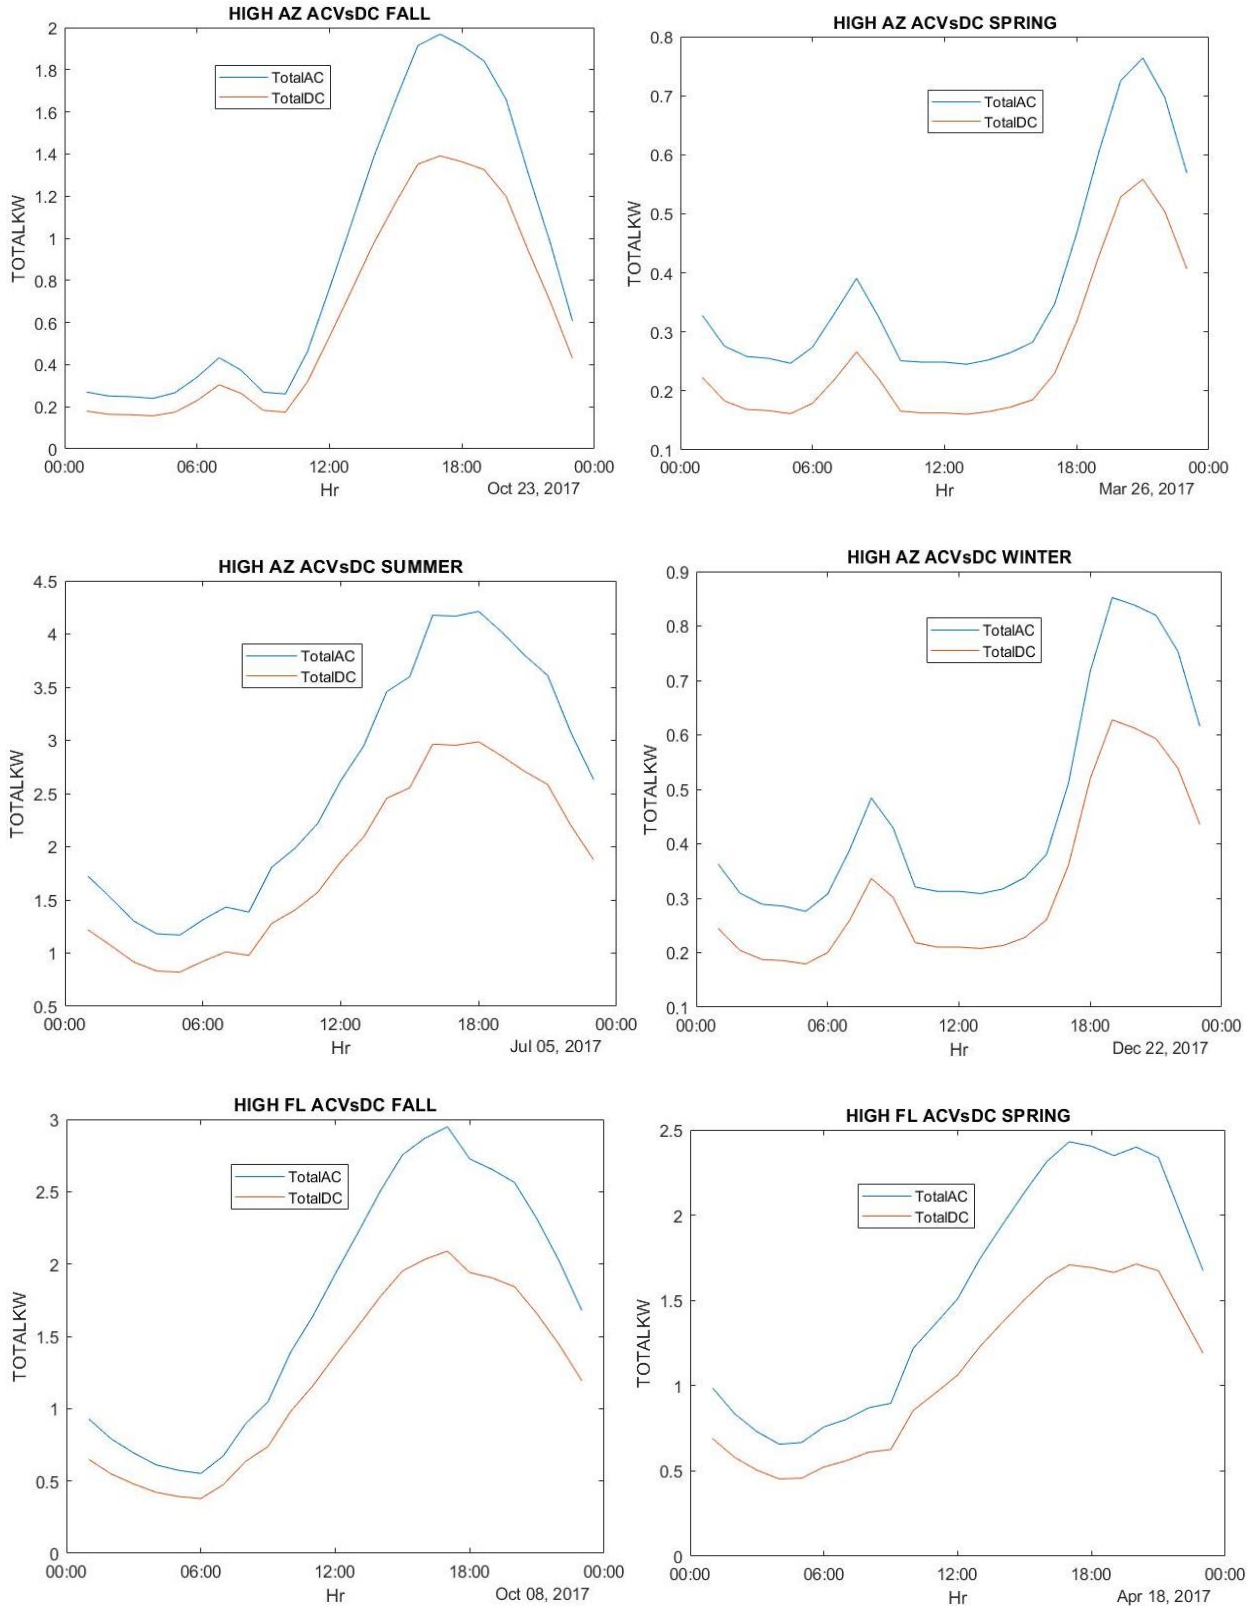 HIGH AZ ACVsDC FALL
2
1.8
1.6
1.4
1.2
1
0.8
0.6
0.4
0.2
0
TOTALKW
TotalAC
TotalDC
00:00 06:00 12:00 18:00 00:00
Hr
Oct 23, 2017
HIGH AZ ACVsDC SPRING
0.8
0.7
0.6
0.5
0.4
0.3
0.2
0.1
TOTALKW
TotalAC
TotalDC
00:00 06:00 12:00 18:00 00:00
Hr
Mar 26, 2017
HIGH AZ ACVsDC SUMMER
4.5
4
3.5
3
2.5
2
1.5
1
0.5
TOTALKW
TotalAC
TotalDC
00:00 06:00 12:00 18:00 00:00
Hr
Jul 05, 2017
HIGH AZ ACVsDC WINTER
0.9
0.8
0.7
0.6
0.5
0.4
0.3
0.2
0.1
TOTALKW
TotalAC
TotalDC
00:00 06:00 12:00 18:00 00:00
Hr
Dec 22, 2017
HIGH FL ACVsDC FALL
3
2.5
2
1.5
1
0.5
0
TOTALKW
TotalAC
TotalDC
00:00 06:00 12:00 18:00 00:00
Hr
Oct 08, 2017
HIGH FL ACVsDC SPRING
2.5
2
1.5
1
0.5
0
TOTALKW
TotalAC
TotalDC
00:00 06:00 12:00 18:00 00:00
Hr
Apr 18, 2017